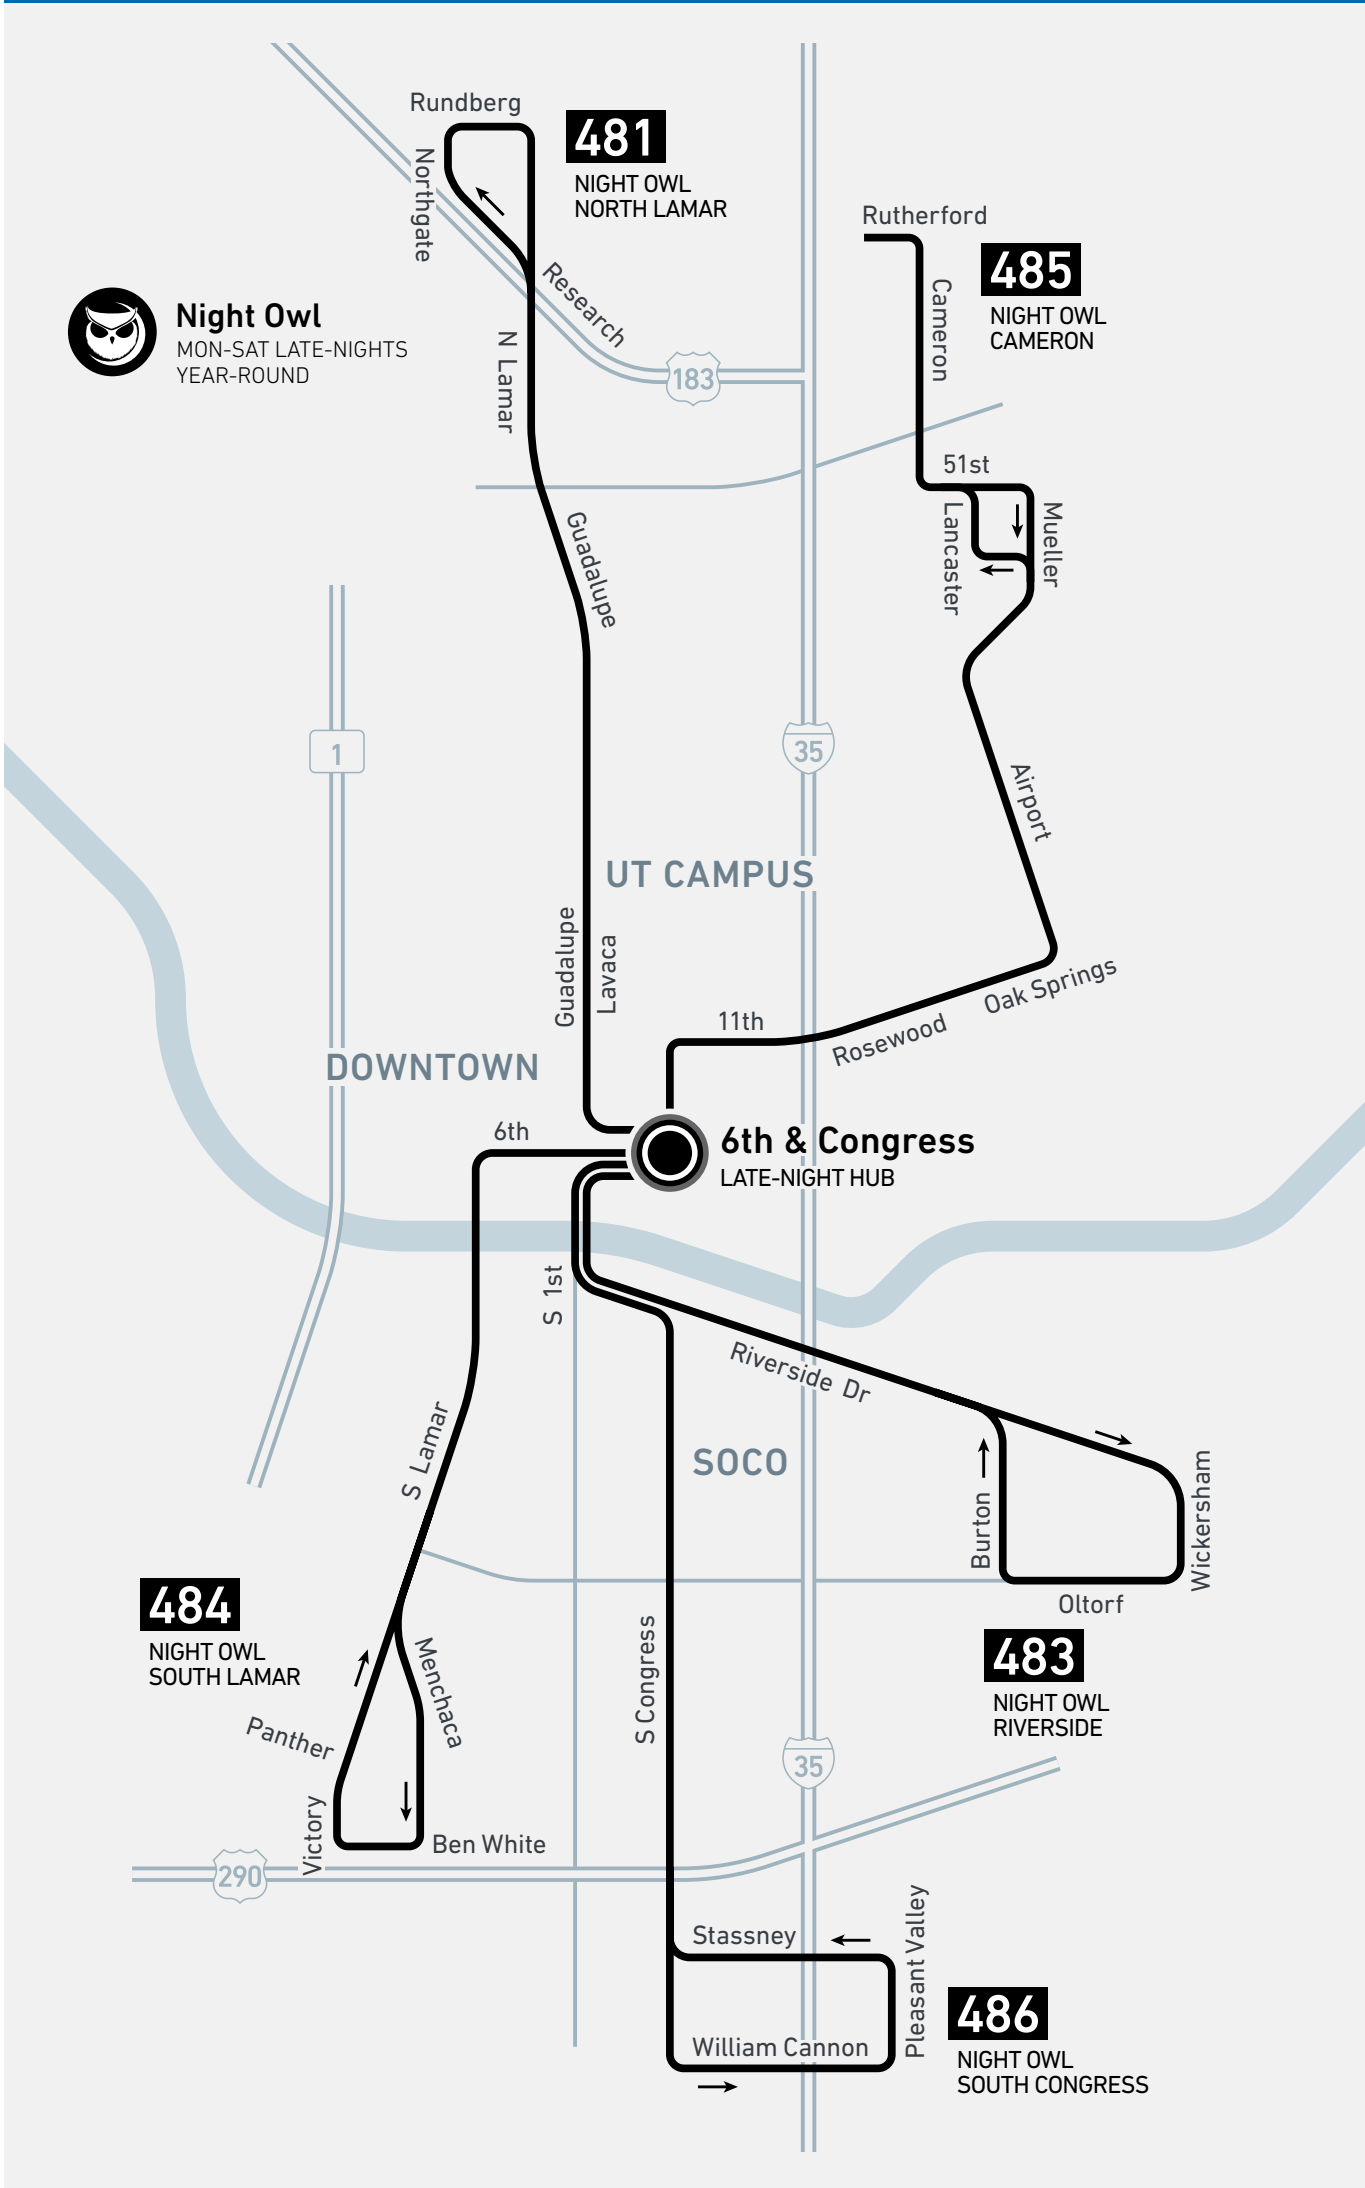 Rundberg
481
NIGHT OWL
NORTH LAMAR
Northgate
Research
N Lamar
183
Rutherford
485
NIGHT OWL
CAMERON
Cameron
Night Owl
MON-SAT LATE-NIGHTS
YEAR-ROUND
51st
Lancaster
Mueller
Guadalupe
1
35
Airport
UT CAMPUS
Guadalupe
Lavaca
Oak Springs
Rosewood
11th
DOWNTOWN
6th
6th & Congress
LATE-NIGHT HUB
S 1st
Riverside Dr
S Lamar
SOCO
Burton
Wickersham
Oltorf
484
NIGHT OWL
SOUTH LAMAR
483
NIGHT OWL
RIVERSIDE
Menchaca
S Congress
Panther
Victory
Ben White
35
290
Stassney
Pleasant Valley
William Cannon
486
NIGHT OWL
SOUTH CONGRESS